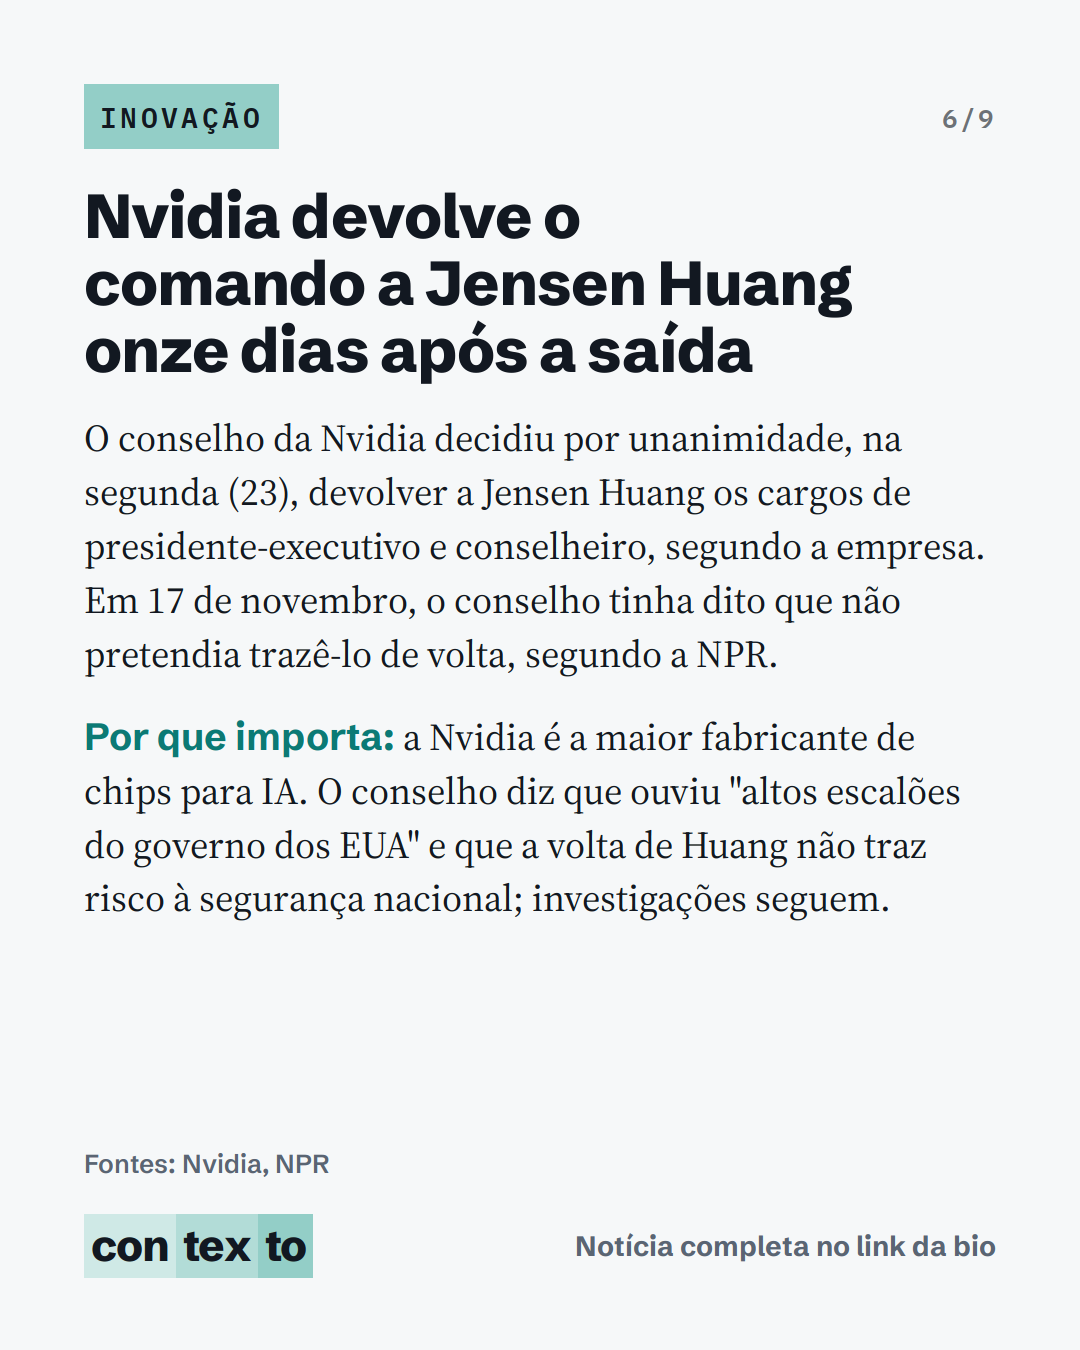 INOVAÇÃO
6/9
Nvidia devolve o
comando a Jensen Huang
onze dias após a saída
O conselho da Nvidia decidiu por unanimidade, na
segunda (23), devolver a Jensen Huang os cargos de
presidente-executivo e conselheiro, segundo a empresa.
Em 17 de novembro, o conselho tinha dito que não
pretendia trazê-lo de volta, segundo a NPR.
Por que importa: a Nvidia é a maior fabricante de
chips para IA. O conselho diz que ouviu "altos escalões
do governo dos EUA" e que a volta de Huang não traz
risco à segurança nacional; investigações seguem.
Fontes: Nvidia, NPR
contexto
Notícia completa no link da bio